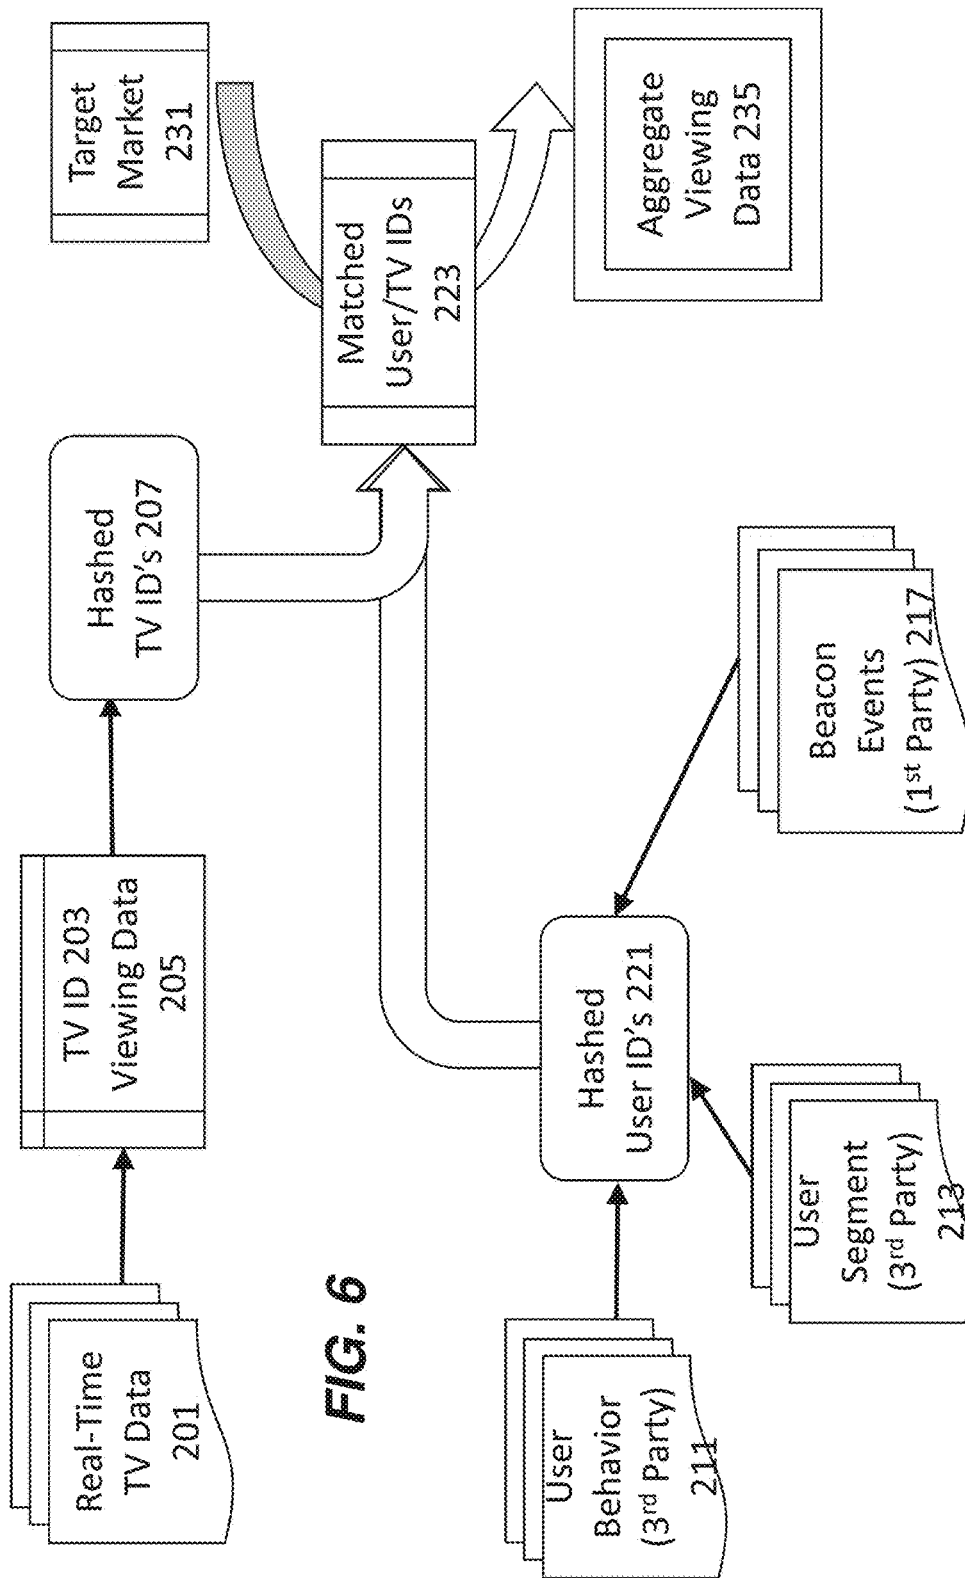 Real-Time
TV Data
201
TV ID 203
Viewing Data
205
Hashed
TV ID's 207
Target
Market
231
Matched
User/TV IDs
223
Aggregate
Viewing
Data 235
FIG. 6
User
Behavior
(3rd Party)
211
Hashed
User ID's 221
User
Segment
(3rd Party)
213
Beacon
Events
(1st Party) 217